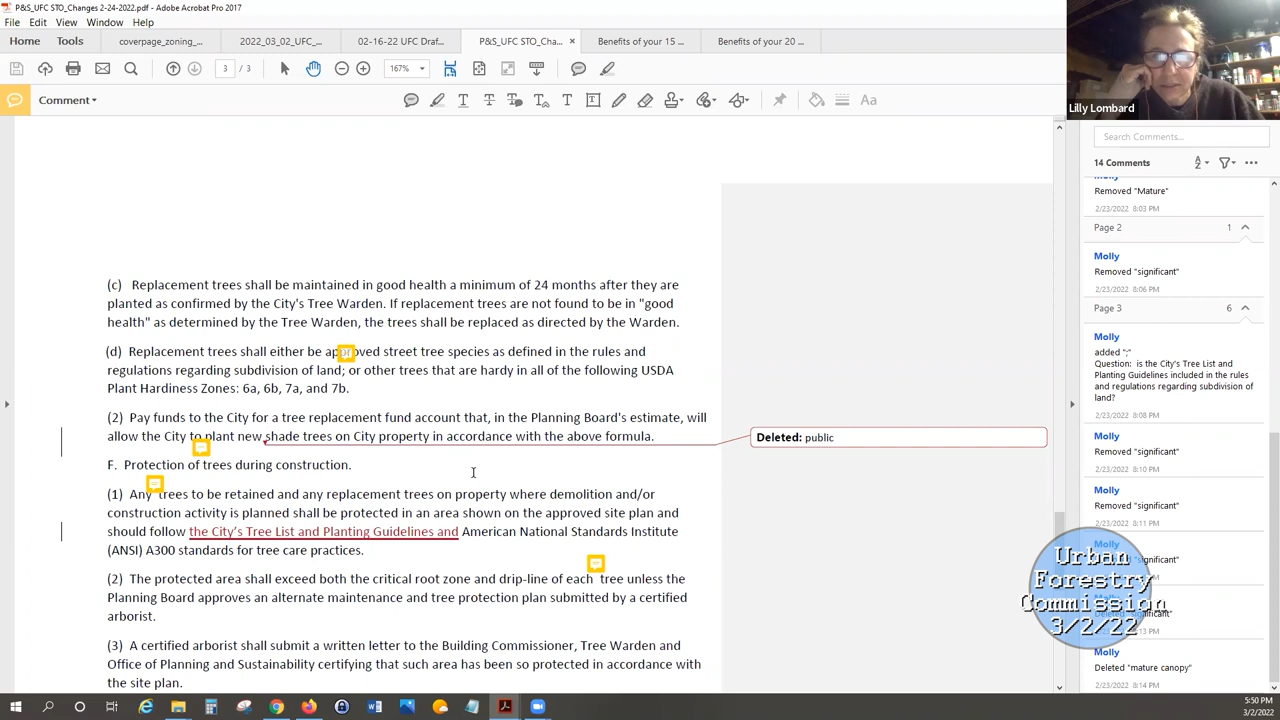 P&S_UFC STO_Changes 2-24-2022.pdf - Adobe Acrobat Pro 2017
File Edit View Window Help
Home Tools coverpage_zoning_... 2022_03_02_UFC_... 03-16-22 UFC Draf... P&S_UFC STO_Cha... × Benefits of your 15 ... Benefits of your 20 ...
3 / 3 167%
Comment
Aa
Lilly Lombard
Search Comments...
14 Comments
Molly
Removed "Mature"
2/23/2022 8:03 PM
Page 2 1
Molly
Removed "significant"
2/23/2022 8:06 PM
Page 3 6
Molly
added ";"
Question: is the City's Tree List and
Planting Guidelines included in the rules
and regulations regarding subdivision of
land?
2/23/2022 8:08 PM
Molly
Removed "significant"
2/23/2022 8:10 PM
Molly
Removed "significant"
2/23/2022 8:11 PM
Molly
Deleted "mature canopy"
2/23/2022 8:14 PM
(c) Replacement trees shall be maintained in good health a minimum of 24 months after they are
planted as confirmed by the City's Tree Warden. If replacement trees are not found to be in "good
health" as determined by the Tree Warden, the trees shall be replaced as directed by the Warden.
(d) Replacement trees shall either be approved street tree species as defined in the rules and
regulations regarding subdivision of land; or other trees that are hardy in all of the following USDA
Plant Hardiness Zones: 6a, 6b, 7a, and 7b.
(2) Pay funds to the City for a tree replacement fund account that, in the Planning Board's estimate, will
allow the City to plant new shade trees on City property in accordance with the above formula.
Deleted: public
F. Protection of trees during construction.
(1) Any trees to be retained and any replacement trees on property where demolition and/or
construction activity is planned shall be protected in an area shown on the approved site plan and
should follow the City's Tree List and Planting Guidelines and American National Standards Institute
(ANSI) A300 standards for tree care practices.
(2) The protected area shall exceed both the critical root zone and drip-line of each tree unless the
Planning Board approves an alternate maintenance and tree protection plan submitted by a certified
arborist.
(3) A certified arborist shall submit a written letter to the Building Commissioner, Tree Warden and
Office of Planning and Sustainability certifying that such area has been so protected in accordance with
the site plan.
Urban
Forestry
Commission
3/2/22
5:50 PM
3/2/2022